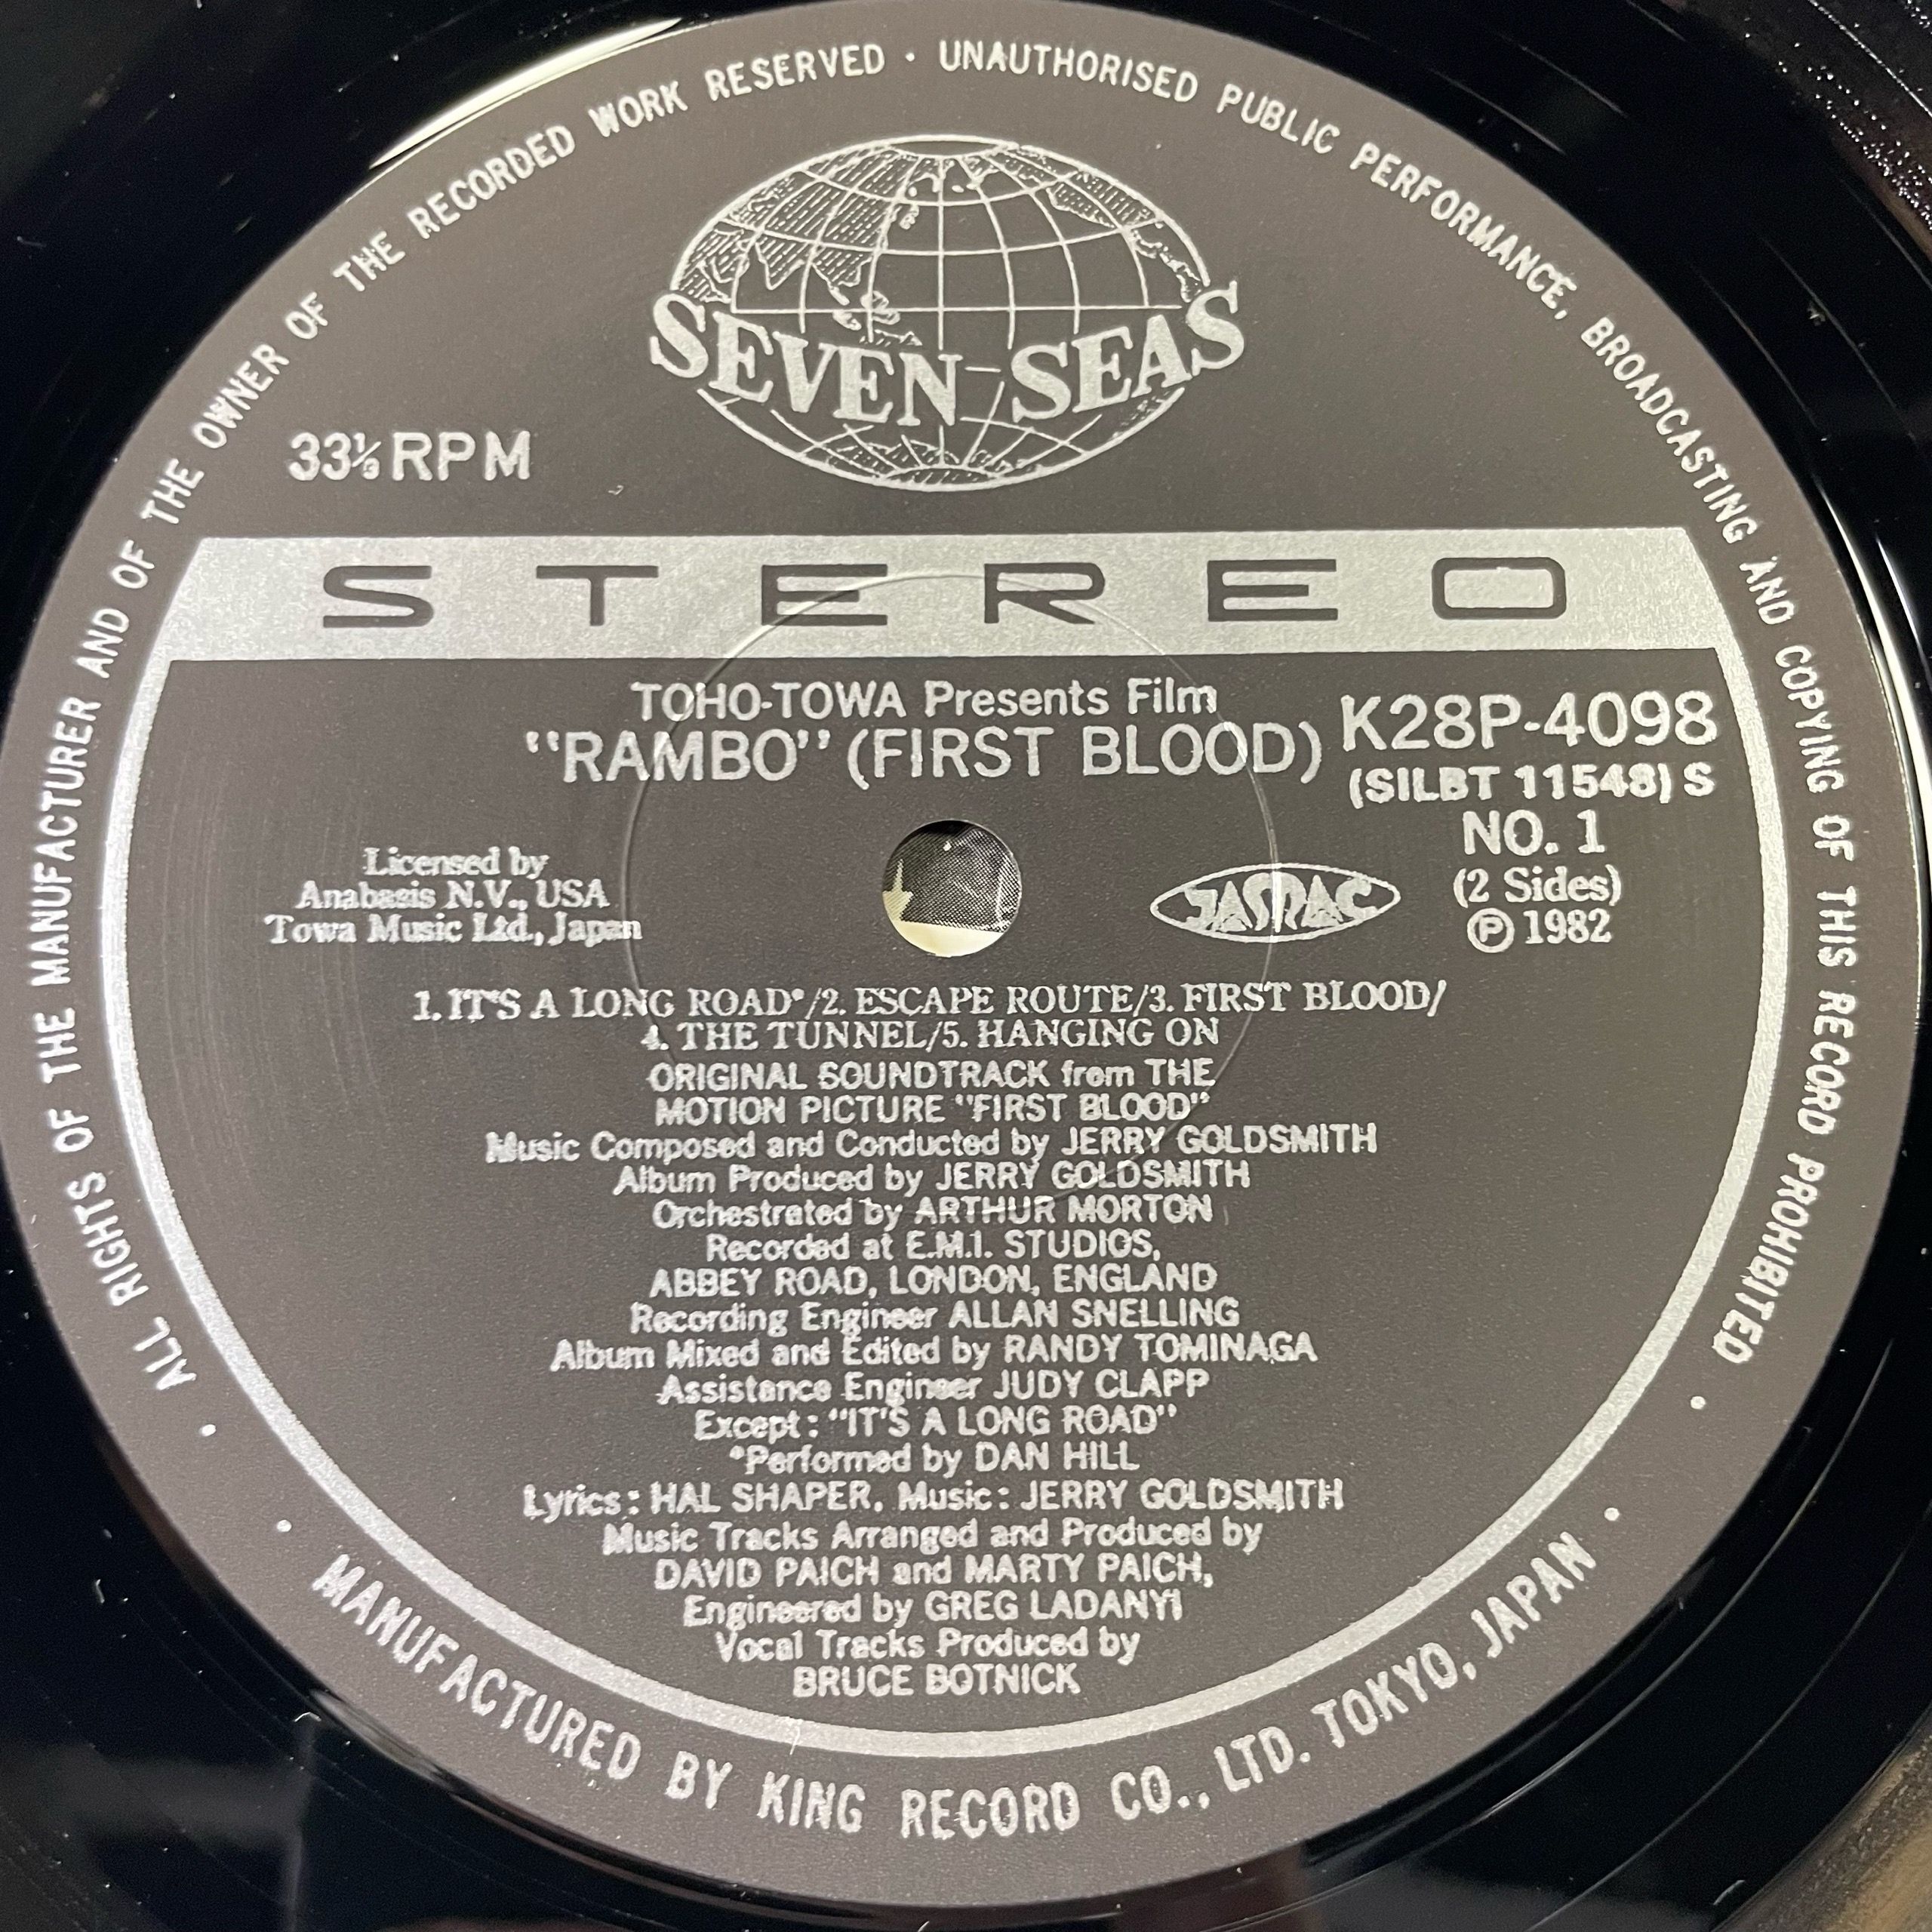 ALL RIGHTS OF THE MANUFACTURER AND OF THE OWNER OF THE RECORDED WORK RESERVED · UNAUTHORISED PUBLIC PERFORMANCE, BROADCASTING AND COPYING OF THIS RECORD PROHIBITED
SEVEN SEAS
33⅓ RPM
STEREO
TOHO-TOWA Presents Film
"RAMBO" (FIRST BLOOD)
K28P-4098
(SILBT 11548) S
NO. 1
(2 Sides)
℗ 1982
Licensed by
Anabasis N.V., USA
Towa Music Ltd., Japan
JASRAC
1. IT'S A LONG ROAD*/2. ESCAPE ROUTE/3. FIRST BLOOD/
4. THE TUNNEL/5. HANGING ON
ORIGINAL SOUNDTRACK from THE
MOTION PICTURE "FIRST BLOOD"
Music Composed and Conducted by JERRY GOLDSMITH
Album Produced by JERRY GOLDSMITH
Orchestrated by ARTHUR MORTON
Recorded at E.M.I. STUDIOS,
ABBEY ROAD, LONDON, ENGLAND
Recording Engineer ALLAN SNELLING
Album Mixed and Edited by RANDY TOMINAGA
Assistance Engineer JUDY CLAPP
Except: "IT'S A LONG ROAD"
*Performed by DAN HILL
Lyrics: HAL SHAPER, Music: JERRY GOLDSMITH
Music Tracks Arranged and Produced by
DAVID PAICH and MARTY PAICH,
Engineered by GREG LADANYI
Vocal Tracks Produced by
BRUCE BOTNICK
· MANUFACTURED BY KING RECORD CO., LTD. TOKYO, JAPAN ·